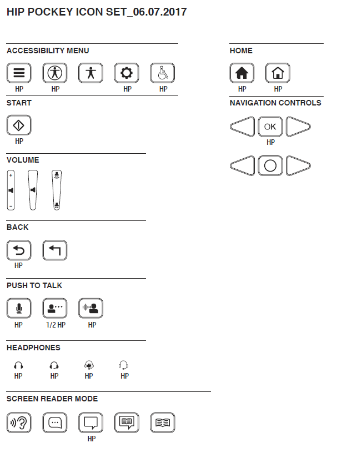 HIP POCKEY ICON SET_06.07.2017
ACCESSIBILITY MENU
HP HP HP HP
START
HP
VOLUME
+ + +
- -
BACK
HP
PUSH TO TALK
HP 1/2 HP HP
HEADPHONES
HP HP HP HP
SCREEN READER MODE
HP
HOME
HP HP
NAVIGATION CONTROLS
OK
HP